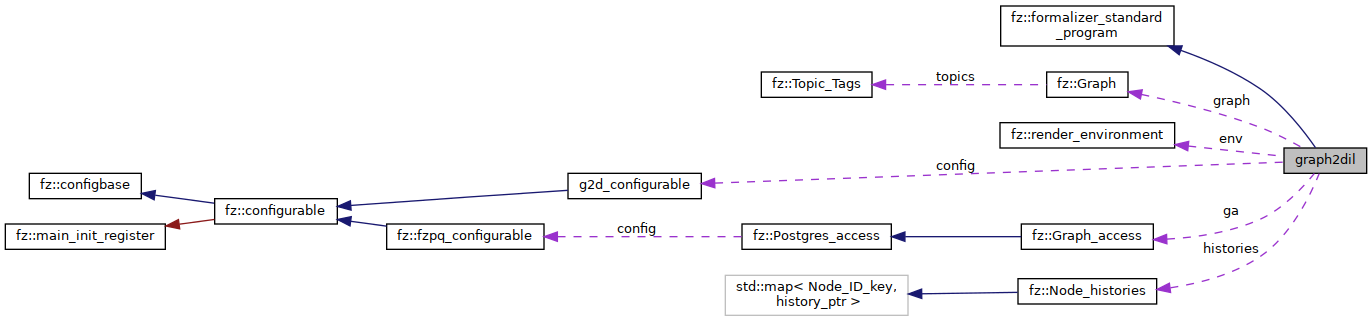 fz::formalizer_standard
_program
fz::Topic_Tags
topics
fz::Graph
graph
fz::render_environment
env
graph2dil
config
fz::configbase
g2d_configurable
fz::configurable
ga
fz::main_init_register
fz::fzpq_configurable
config
fz::Postgres_access
fz::Graph_access
histories
std::map< Node_ID_key,
history_ptr >
fz::Node_histories